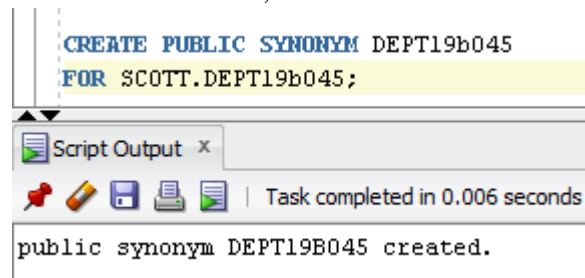 CREATE PUBLIC SYNONYM DEPT19b045
FOR SCOTT.DEPT19b045;
Script Output x
Task completed in 0.006 seconds
public synonym DEPT19B045 created.